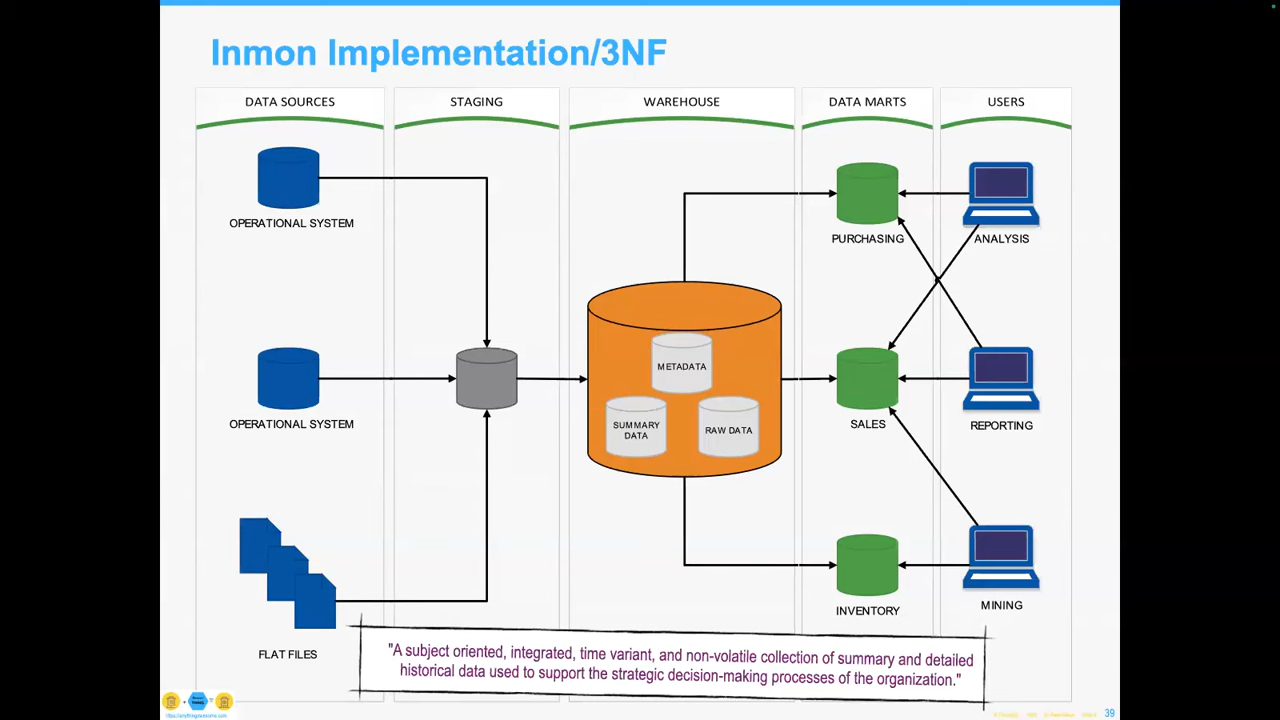 Inmon Implementation/3NF
DATA SOURCES
STAGING
WAREHOUSE
DATA MARTS
USERS
OPERATIONAL SYSTEM
PURCHASING
ANALYSIS
METADATA
SUMMARY
DATA
RAW DATA
OPERATIONAL SYSTEM
SALES
REPORTING
INVENTORY
MINING
FLAT FILES
"A subject oriented, integrated, time variant, and non-volatile collection of summary and detailed
historical data used to support the strategic decision-making processes of the organization."
39